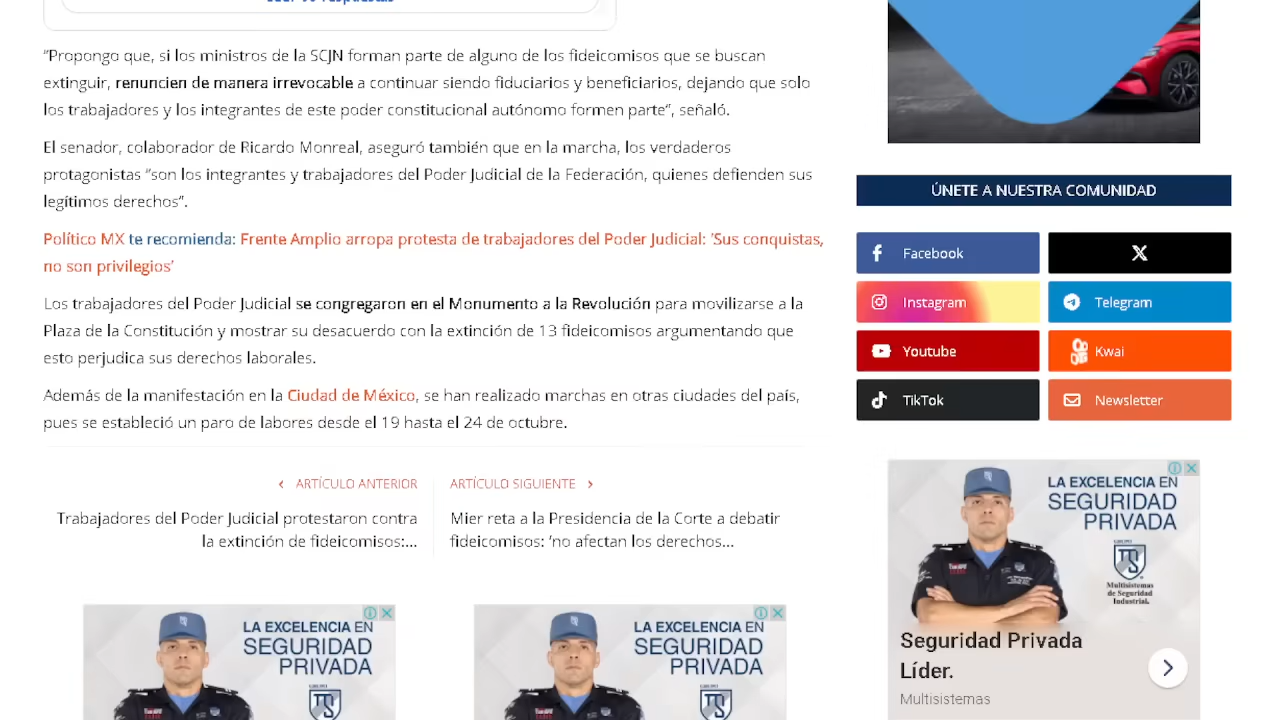 "Propongo que, si los ministros de la SCJN forman parte de alguno de los fideicomisos que se buscan
extinguir, renuncien de manera irrevocable a continuar siendo fiduciarios y beneficiarios, dejando que solo
los trabajadores y los integrantes de este poder constitucional autónomo formen parte", señaló.
El senador, colaborador de Ricardo Monreal, aseguró también que en la marcha, los verdaderos
protagonistas "son los integrantes y trabajadores del Poder Judicial de la Federación, quienes defienden sus
legítimos derechos".
Político MX te recomienda: Frente Amplio arropa protesta de trabajadores del Poder Judicial: 'Sus conquistas,
no son privilegios'
Los trabajadores del Poder Judicial se congregaron en el Monumento a la Revolución para movilizarse a la
Plaza de la Constitución y mostrar su desacuerdo con la extinción de 13 fideicomisos argumentando que
esto perjudica sus derechos laborales.
Además de la manifestación en la Ciudad de México, se han realizado marchas en otras ciudades del país,
pues se estableció un paro de labores desde el 19 hasta el 24 de octubre.
‹ ARTÍCULO ANTERIOR
Trabajadores del Poder Judicial protestaron contra
la extinción de fideicomisos:...
ARTÍCULO SIGUIENTE ›
Mier reta a la Presidencia de la Corte a debatir
fideicomisos: 'no afectan los derechos...
LA EXCELENCIA EN
SEGURIDAD
PRIVADA
LA EXCELENCIA EN
SEGURIDAD
PRIVADA
ÚNETE A NUESTRA COMUNIDAD
Facebook
X
Instagram
Telegram
Youtube
Kwai
TikTok
Newsletter
LA EXCELENCIA EN
SEGURIDAD
PRIVADA
GRUPO
Multisistemas
de Seguridad
Industrial.
Seguridad Privada
Líder.
Multisistemas